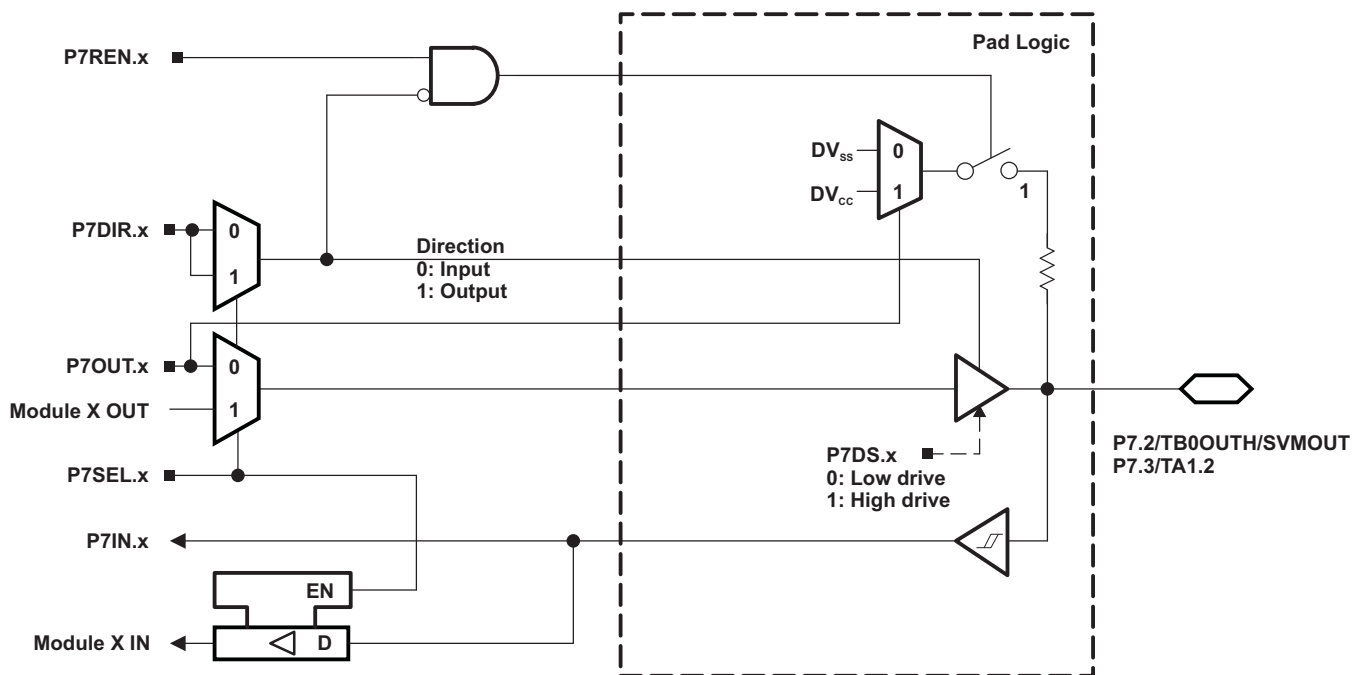 Pad Logic
P7REN.x
DVSS
0
DVCC
1
1
P7DIR.x
0
1
Direction
0: Input
1: Output
P7OUT.x
0
Module X OUT
1
P7DS.x
0: Low drive
1: High drive
P7.2/TB0OUTH/SVMOUT
P7.3/TA1.2
P7SEL.x
P7IN.x
EN
Module X IN
D